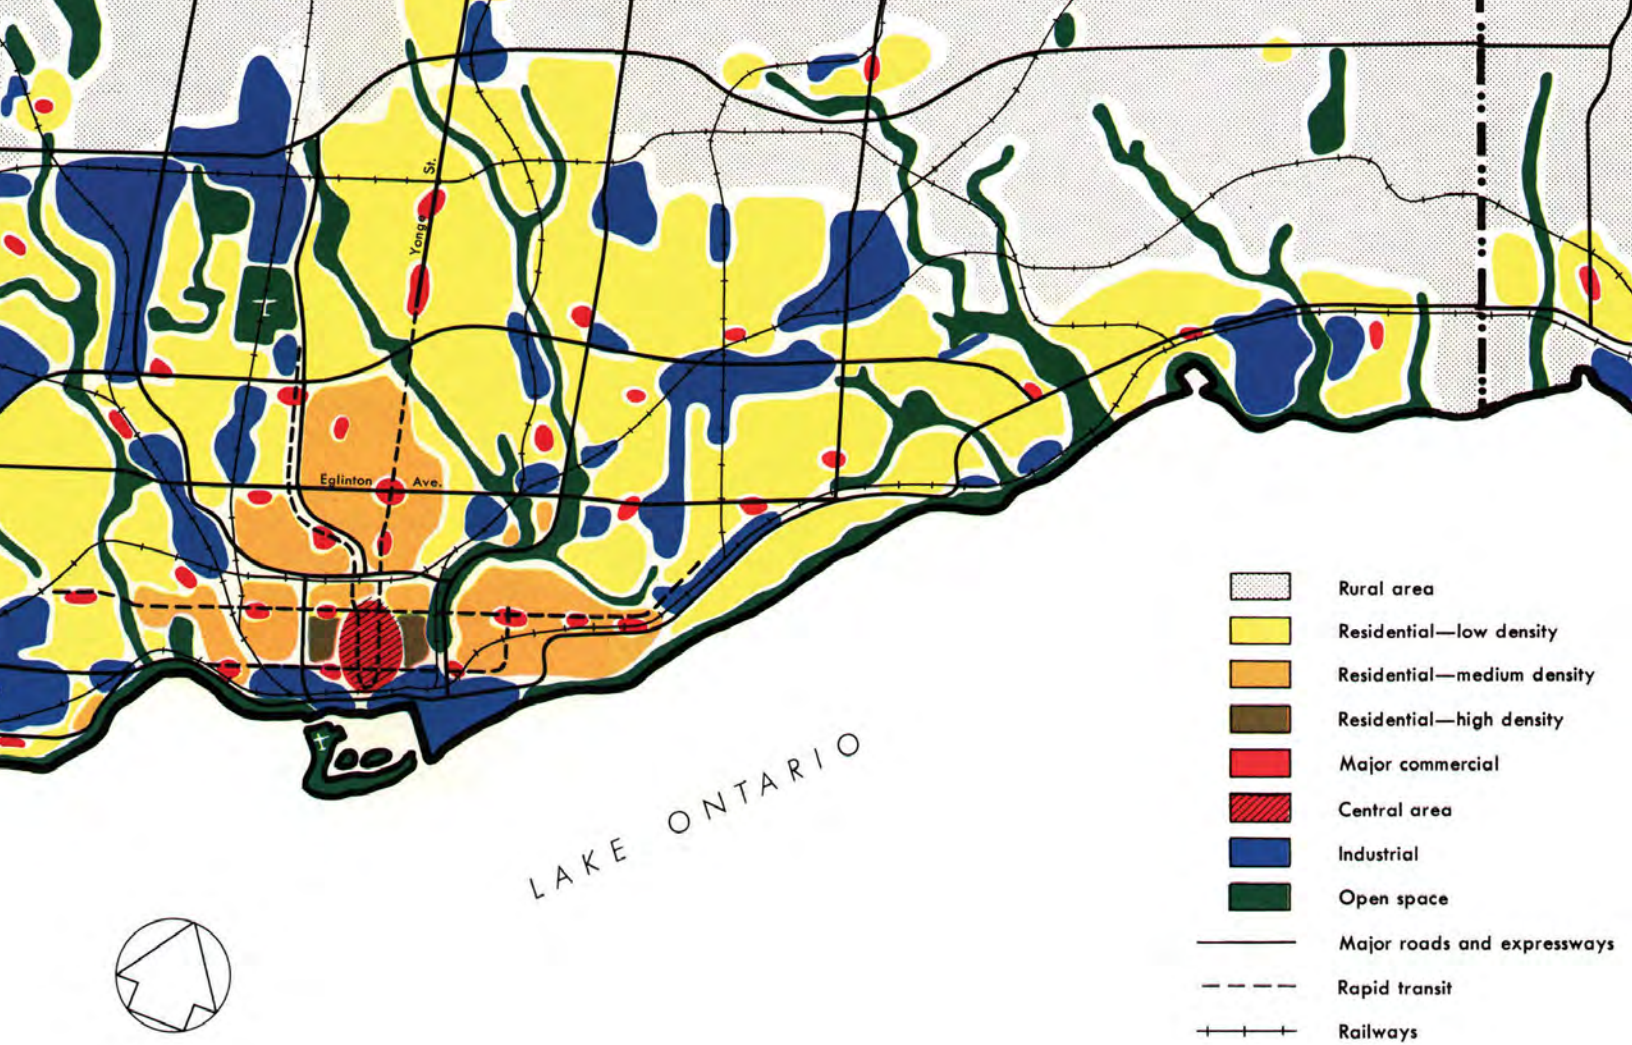 Yonge St.
Eglinton Ave.
LAKE ONTARIO
Rural area
Residential—low density
Residential—medium density
Residential—high density
Major commercial
Central area
Industrial
Open space
Major roads and expressways
Rapid transit
Railways